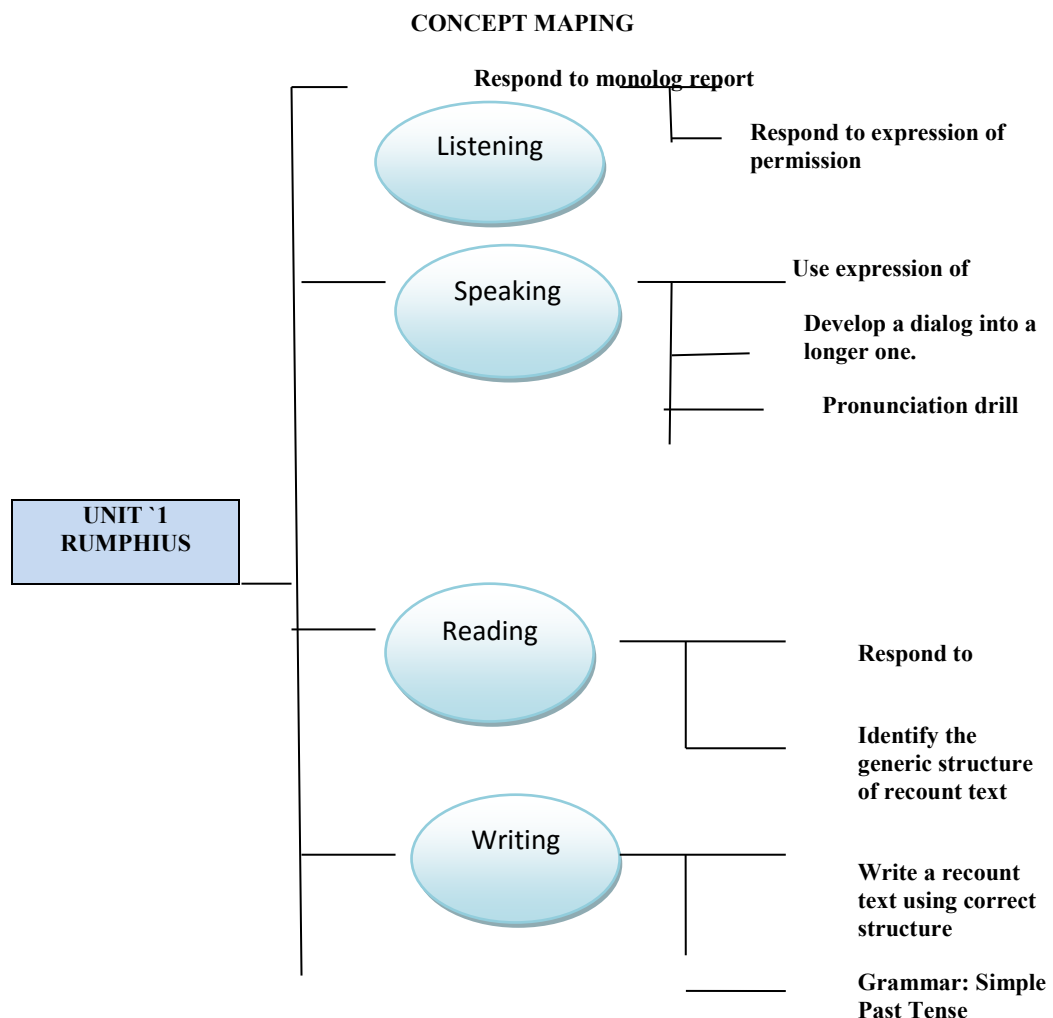 CONCEPT MAPING
Respond to monolog report
Listening
Respond to expression of
permission
Speaking
Use expression of
Develop a dialog into a
longer one.
Pronunciation drill
UNIT `1
RUMPHIUS
Reading
Respond to
Identify the
generic structure
of recount text
Writing
Write a recount
text using correct
structure
Grammar: Simple
Past Tense